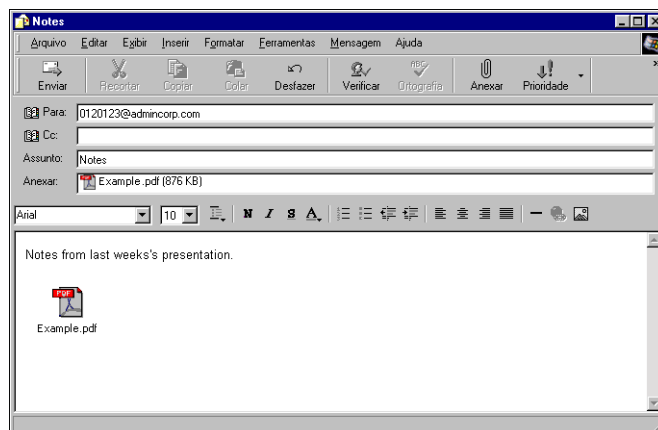 Notes
Arquivo Editar Exibir Inserir Formatar Ferramentas Mensagem Ajuda
Enviar Recortar Copiar Colar Desfazer Verificar Ortografia Anexar Prioridade
Para: 0120123@admincorp.com
Cc:
Assunto: Notes
Anexar: Example.pdf (876 KB)
Arial 10 N I S A
Notes from last weeks's presentation.
PDF
Example.pdf